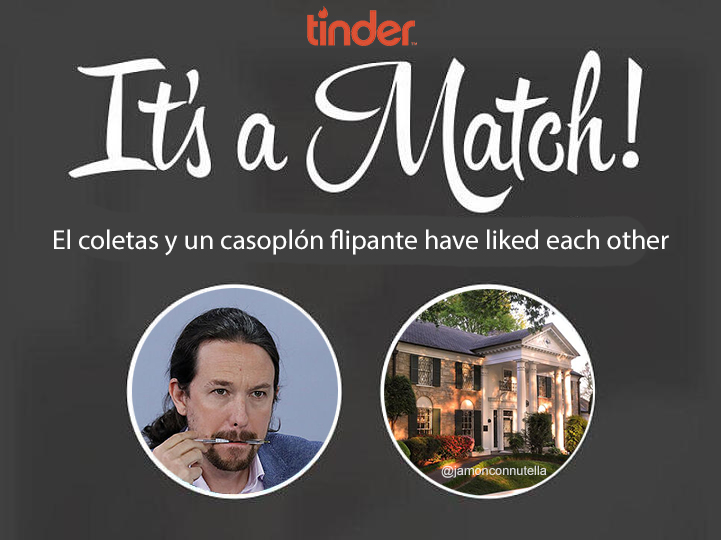 tinder
It's a Match!
El coletas y un casoplón flipante have liked each other
@jamonconnutella